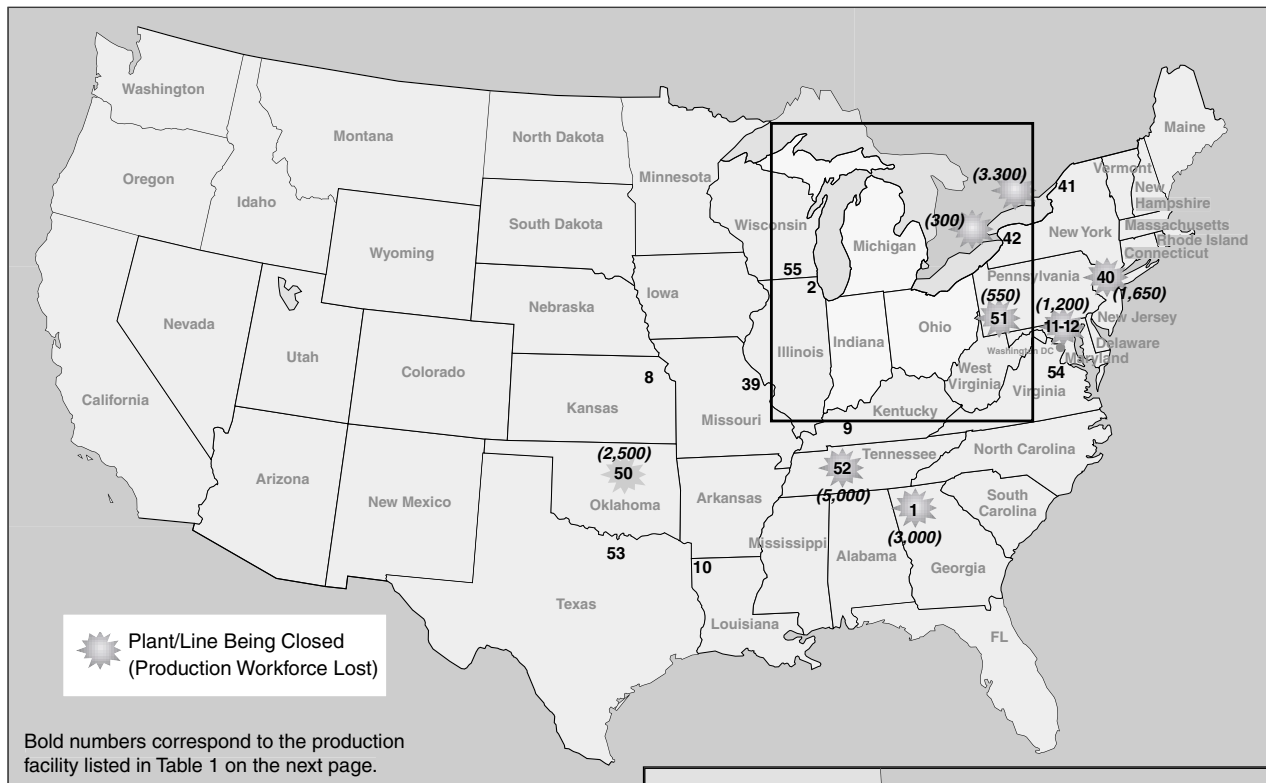 Washington
Montana
North Dakota
Minnesota
Maine
Oregon
Idaho
South Dakota
Wisconsin
Michigan
(3.300)
41
Vermont
New
Hampshire
(300)
42
New York
Massachusetts
Rhode Island
Connecticut
Wyoming
Iowa
55
2
Pennsylvania
40
(1,650)
Nebraska
Nevada
Utah
Colorado
Illinois
Indiana
Ohio
(550)
51
(1,200)
11-12
New Jersey
Delaware
Washington DC
Maryland
54
West
Virginia
Virginia
California
Kansas
8
39
Missouri
Kentucky
9
Arizona
New Mexico
(2,500)
50
Oklahoma
Arkansas
52
Tennessee
(5,000)
North Carolina
South
Carolina
1
(3,000)
Mississippi
Alabama
Georgia
53
10
Texas
Louisiana
FL
Plant/Line Being Closed
(Production Workforce Lost)
Bold numbers correspond to the production
facility listed in Table 1 on the next page.